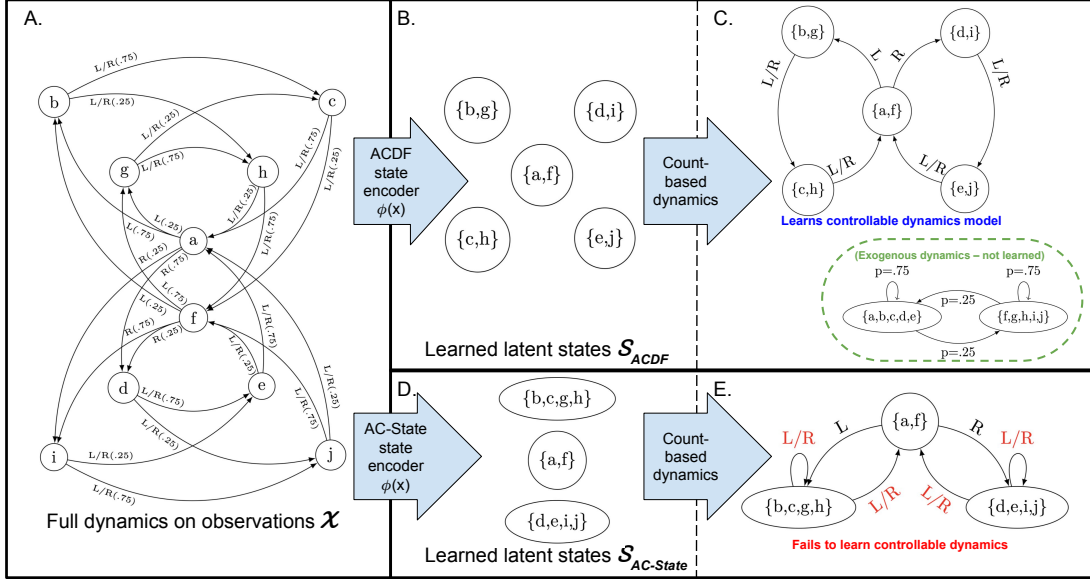 A.
L/R(.75)
b
L/R(.25)
L/R(.25)
c
g
L/R(.75)
h
L/R(.75)
L/R(.25)
L/R(.25)
L/R(.75)
L(.25)
L(.75)
a
R(.25)
R(.75)
L(.75)
L(.25)
f
R(.75)
R(.25)
L/R(.25)
L/R(.75)
L/R(.25)
d
L/R(.75)
e
L/R(.25)
i
L/R(.25)
j
L/R(.75)
Full dynamics on observations 𝒳
ACDF
state
encoder
ϕ(x)
AC-State
state
encoder
ϕ(x)
B.
{b,g}
{d,i}
{a,f}
{c,h}
{e,j}
Learned latent states 𝒮ACDF
Count-
based
dynamics
C.
{b,g}
{d,i}
L
R
L/R
L/R
{a,f}
L/R
L/R
{c,h}
{e,j}
Learns controllable dynamics model
(Exogenous dynamics – not learned)
p=.75
p=.75
p=.25
{a,b,c,d,e}
{f,g,h,i,j}
p=.25
D.
{b,c,g,h}
{a,f}
{d,e,i,j}
Learned latent states 𝒮AC-State
Count-
based
dynamics
E.
{a,f}
L
R
L/R
L/R
{b,c,g,h}
L/R
L/R
{d,e,i,j}
Fails to learn controllable dynamics